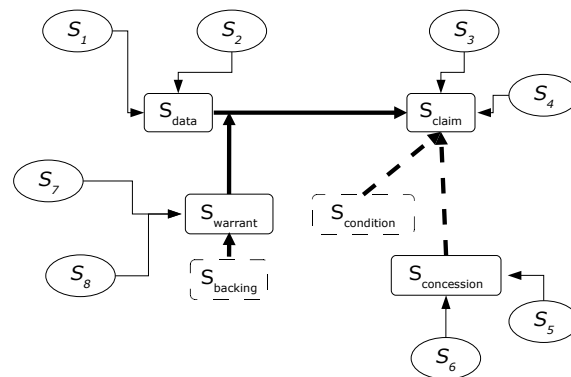 S1
S2
S3
Sdata
Sclaim
S4
S7
Swarrant
Scondition
S8
Sbacking
Sconcession
S5
S6